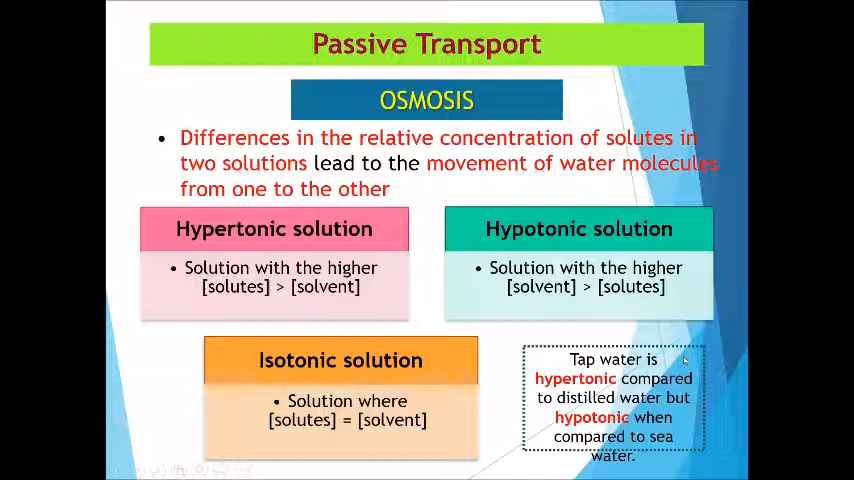 Passive Transport
OSMOSIS
• Differences in the relative concentration of solutes in
two solutions lead to the movement of water molecules
from one to the other
Hypertonic solution
• Solution with the higher
[solutes] > [solvent]
Hypotonic solution
• Solution with the higher
[solvent] > [solutes]
Isotonic solution
• Solution where
[solutes] = [solvent]
Tap water is
hypertonic compared
to distilled water but
hypotonic when
compared to sea
water.